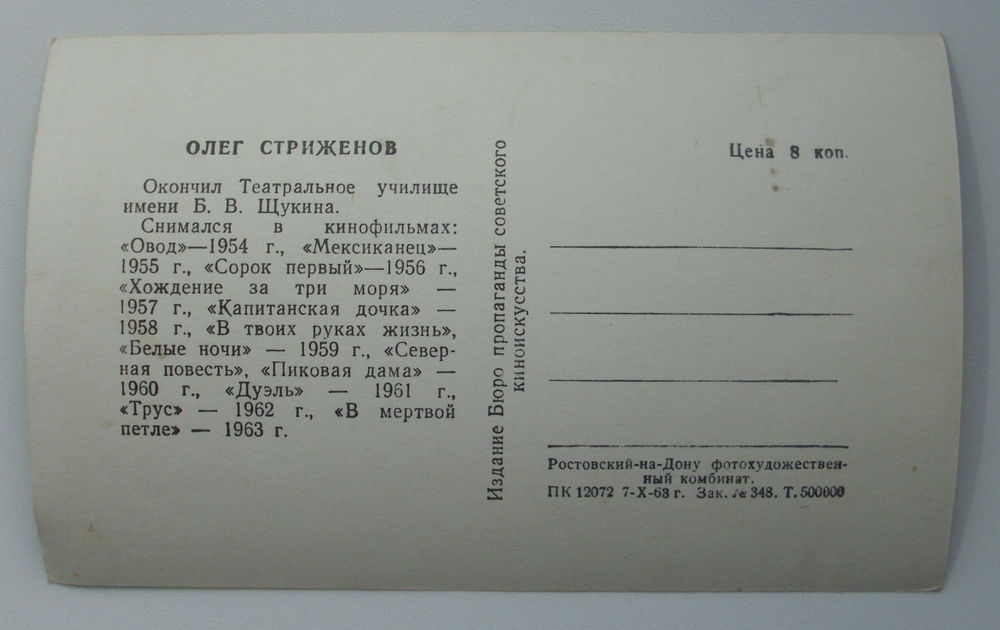 ОЛЕГ СТРИЖЕНОВ
Окончил Театральное училище
имени Б. В. Щукина.
Снимался в кинофильмах:
«Овод»—1954 г., «Мексиканец»—
1955 г., «Сорок первый»—1956 г.,
«Хождение за три моря» —
1957 г., «Капитанская дочка» —
1958 г., «В твоих руках жизнь»,
«Белые ночи» — 1959 г., «Север-
ная повесть», «Пиковая дама» —
1960 г., «Дуэль» — 1961 г.,
«Трус» — 1962 г., «В мертвой
петле» — 1963 г.
Издание Бюро пропаганды советского
киноискусства.
Цена 8 коп.
Ростовский-на-Дону фотохудожествен-
ный комбинат.
ПК 12072 7-X-63 г. Зак. № 348. Т. 500000